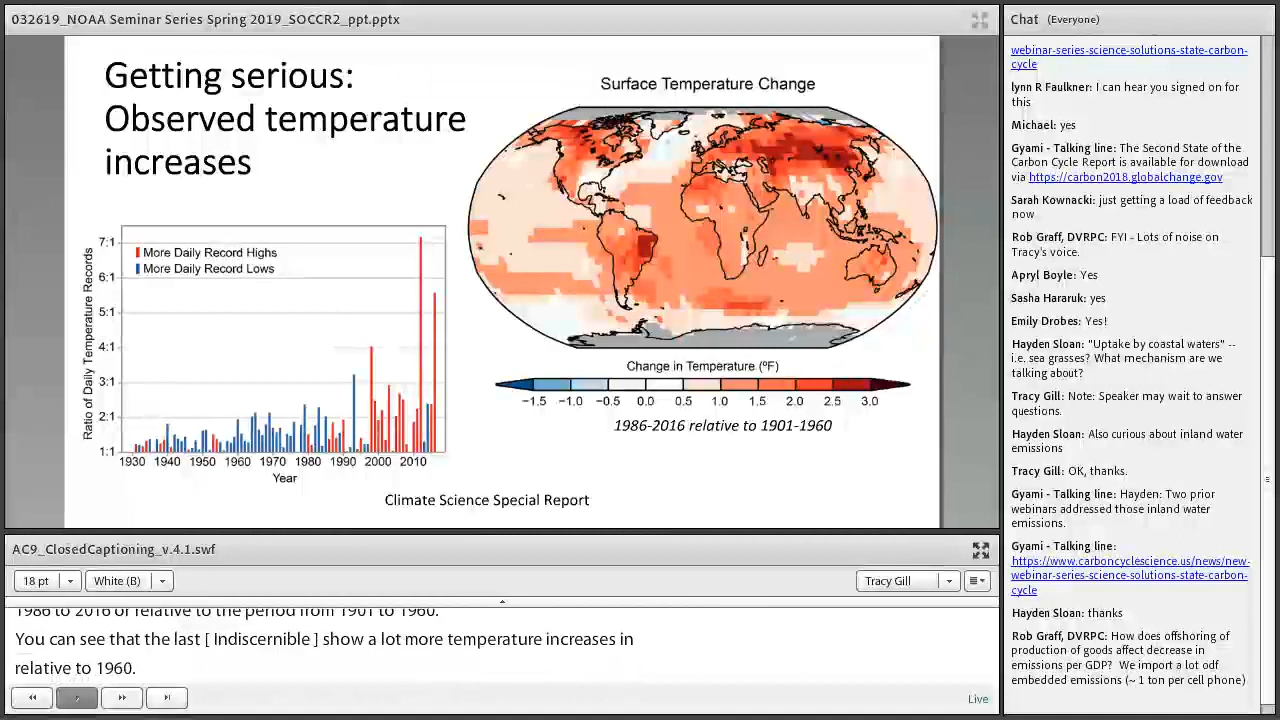 032619_NOAA Seminar Series Spring 2019_SOCCR2_ppt.pptx
Getting serious:
Observed temperature
increases
Surface Temperature Change
Ratio of Daily Temperature Records
7:1
6:1
5:1
4:1
3:1
2:1
1:1
More Daily Record Highs
More Daily Record Lows
1930 1940 1950 1960 1970 1980 1990 2000 2010
Year
Change in Temperature (ºF)
−1.5 −1.0 −0.5 0.0 0.5 1.0 1.5 2.0 2.5 3.0
1986-2016 relative to 1901-1960
Climate Science Special Report
AC9_ClosedCaptioning_v.4.1.swf
18 pt
White (B)
Tracy Gill
1986 to 2016 of relative to the period from 1901 to 1960.
You can see that the last [ Indiscernible ] show a lot more temperature increases in
relative to 1960.
Live
Chat (Everyone)
webinar-series-science-solutions-state-carbon-
cycle
lynn R Faulkner: I can hear you signed on for
this
Michael: yes
Gyami - Talking line: The Second State of the
Carbon Cycle Report is available for download
via https://carbon2018.globalchange.gov
Sarah Kownacki: just getting a load of feedback
now
Rob Graff, DVRPC: FYI - Lots of noise on
Tracy's voice.
Apryl Boyle: Yes
Sasha Hararuk: yes
Emily Drobes: Yes!
Hayden Sloan: "Uptake by coastal waters" --
i.e. sea grasses? What mechanism are we
talking about?
Tracy Gill: Note: Speaker may wait to answer
questions.
Hayden Sloan: Also curious about inland water
emissions
Tracy Gill: OK, thanks.
Gyami - Talking line: Hayden: Two prior
webinars addressed those inland water
emissions.
Gyami - Talking line:
https://www.carboncyclescience.us/news/new-
webinar-series-science-solutions-state-carbon-
cycle
Hayden Sloan: thanks
Rob Graff, DVRPC: How does offshoring of
production of goods affect decrease in
emissions per GDP? We import a lot odf
embedded emissions (~ 1 ton per cell phone)